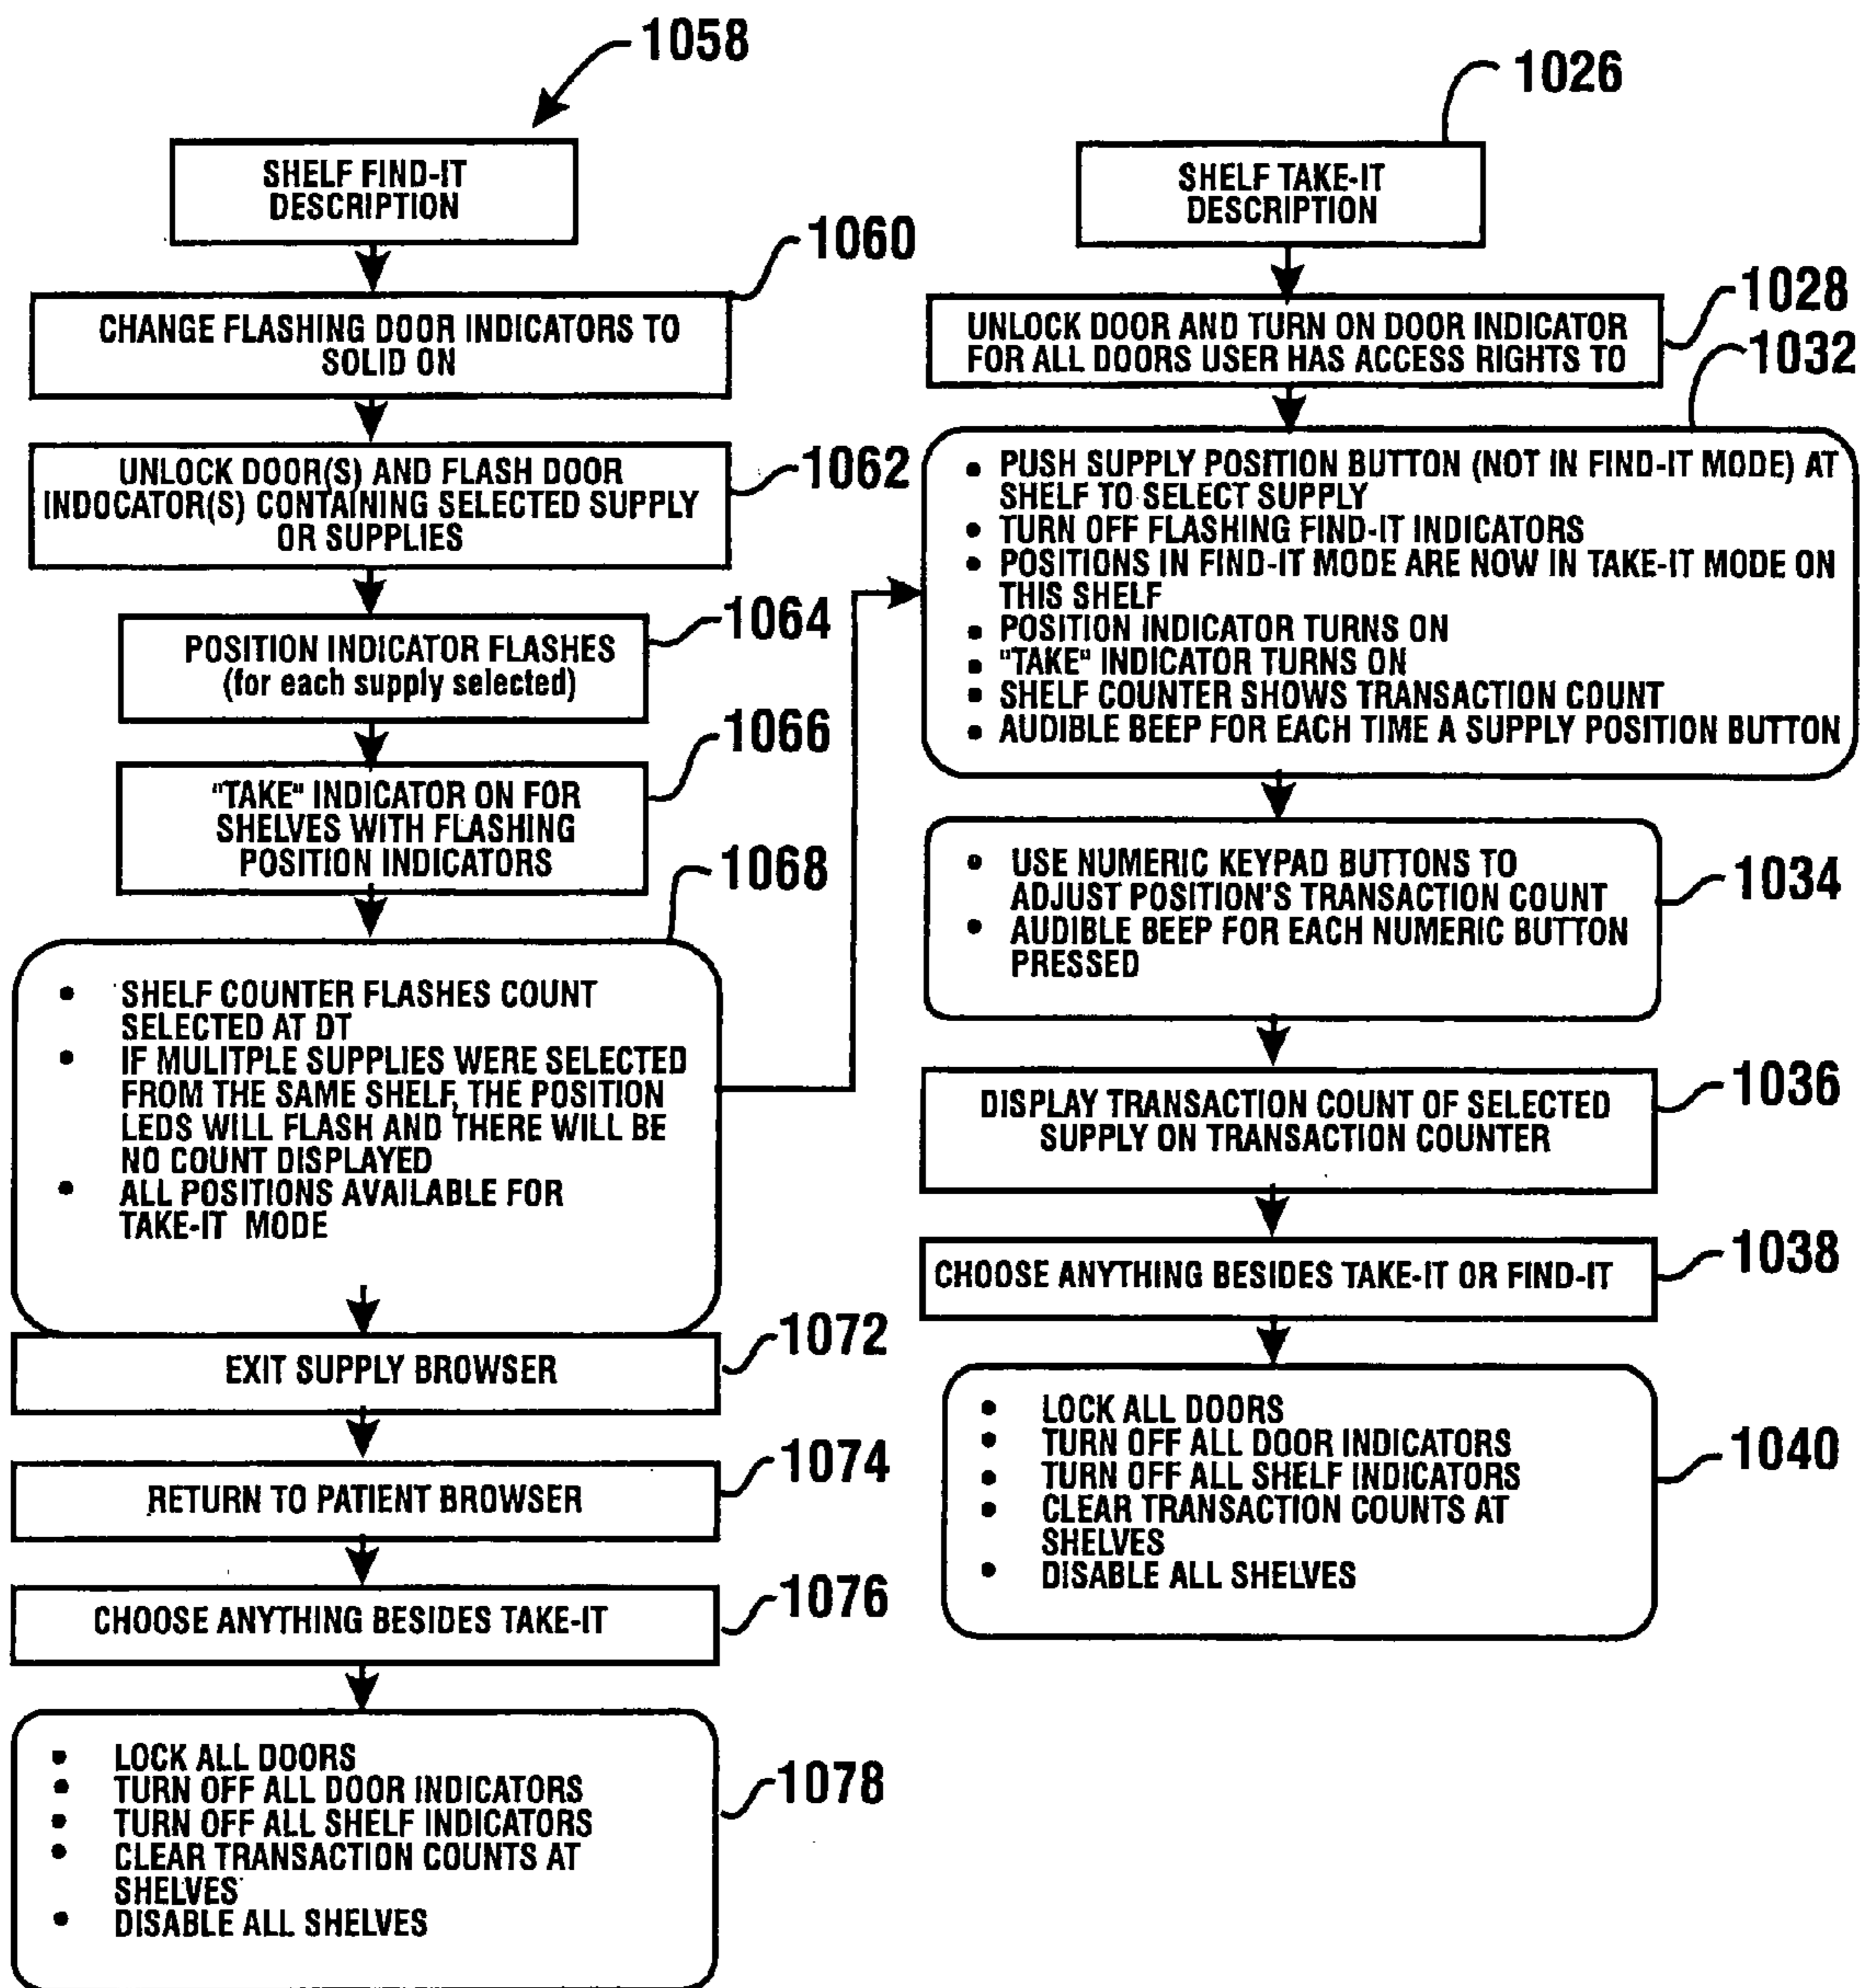 1058
SHELF FIND-IT
DESCRIPTION
1060
CHANGE FLASHING DOOR INDICATORS TO
SOLID ON
1062
UNLOCK DOOR(S) AND FLASH DOOR
INDOCATOR(S) CONTAINING SELECTED SUPPLY
OR SUPPLIES
1064
POSITION INDICATOR FLASHES
(for each supply selected)
1066
"TAKE" INDICATOR ON FOR
SHELVES WITH FLASHING
POSITION INDICATORS
1068
• SHELF COUNTER FLASHES COUNT
SELECTED AT DT
• IF MULITPLE SUPPLIES WERE SELECTED
FROM THE SAME SHELF, THE POSITION
LEDS WILL FLASH AND THERE WILL BE
NO COUNT DISPLAYED
• ALL POSITIONS AVAILABLE FOR
TAKE-IT MODE
1072
EXIT SUPPLY BROWSER
1074
RETURN TO PATIENT BROWSER
1076
CHOOSE ANYTHING BESIDES TAKE-IT
1078
• LOCK ALL DOORS
• TURN OFF ALL DOOR INDICATORS
• TURN OFF ALL SHELF INDICATORS
• CLEAR TRANSACTION COUNTS AT
SHELVES
• DISABLE ALL SHELVES
1026
SHELF TAKE-IT
DESCRIPTION
1028
UNLOCK DOOR AND TURN ON DOOR INDICATOR
FOR ALL DOORS USER HAS ACCESS RIGHTS TO
1032
• PUSH SUPPLY POSITION BUTTON (NOT IN FIND-IT MODE) AT
SHELF TO SELECT SUPPLY
• TURN OFF FLASHING FIND-IT INDICATORS
• POSITIONS IN FIND-IT MODE ARE NOW IN TAKE-IT MODE ON
THIS SHELF
• POSITION INDICATOR TURNS ON
• "TAKE" INDICATOR TURNS ON
• SHELF COUNTER SHOWS TRANSACTION COUNT
• AUDIBLE BEEP FOR EACH TIME A SUPPLY POSITION BUTTON
1034
• USE NUMERIC KEYPAD BUTTONS TO
ADJUST POSITION'S TRANSACTION COUNT
• AUDIBLE BEEP FOR EACH NUMERIC BUTTON
PRESSED
1036
DISPLAY TRANSACTION COUNT OF SELECTED
SUPPLY ON TRANSACTION COUNTER
1038
CHOOSE ANYTHING BESIDES TAKE-IT OR FIND-IT
1040
• LOCK ALL DOORS
• TURN OFF ALL DOOR INDICATORS
• TURN OFF ALL SHELF INDICATORS
• CLEAR TRANSACTION COUNTS AT
SHELVES
• DISABLE ALL SHELVES